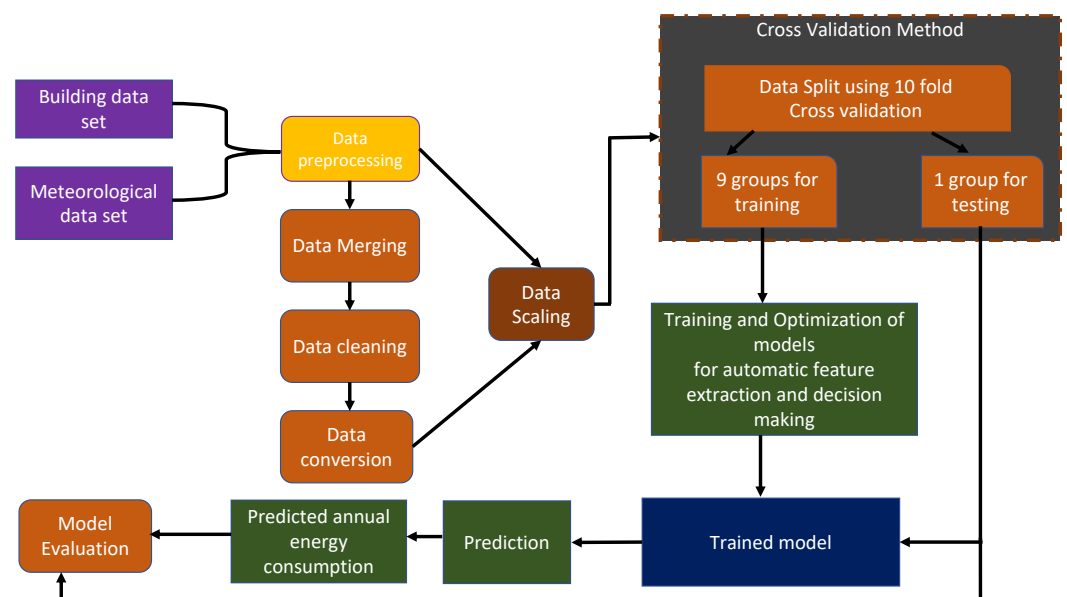 Cross Validation Method
Data Split using 10 fold
Cross validation
9 groups for
training
1 group for
testing
Building data
set
Meteorological
data set
Data
preprocessing
Data Merging
Data cleaning
Data
conversion
Data
Scaling
Training and Optimization of
models
for automatic feature
extraction and decision
making
Trained model
Prediction
Predicted annual
energy
consumption
Model
Evaluation